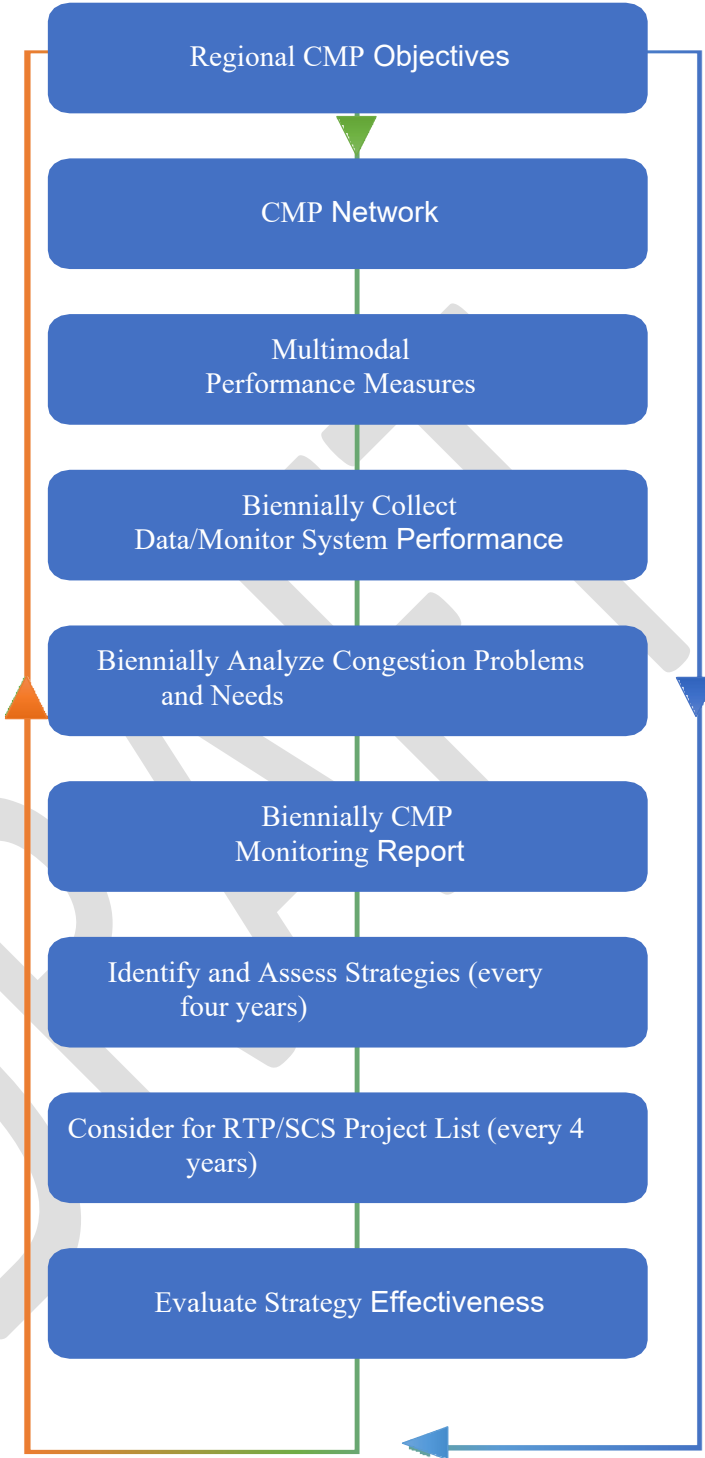 Regional CMP Objectives
CMP Network
Multimodal
Performance Measures
Biennially Collect
Data/Monitor System Performance
Biennially Analyze Congestion Problems
and Needs
Biennially CMP
Monitoring Report
Identify and Assess Strategies (every
four years)
Consider for RTP/SCS Project List (every 4
years)
Evaluate Strategy Effectiveness
DRAFT